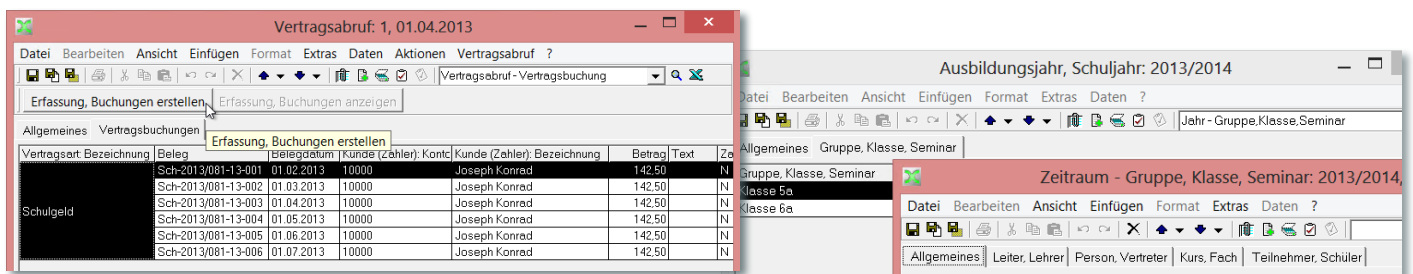 Vertragsabruf: 1, 01.04.2013
Datei Bearbeiten Ansicht Einfügen Format Extras Daten Aktionen Vertragsabruf ?
Vertragsabruf - Vertragsbuchung
Erfassung, Buchungen erstellen Erfassung, Buchungen anzeigen
Allgemeines Vertragsbuchungen
Erfassung, Buchungen erstellen
Vertragsart: Bezeichnung Beleg Belegdatum Kunde (Zahler): Kontc Kunde (Zahler): Bezeichnung Betrag Text Za
Schulgeld
Sch-2013/081-13-001 01.02.2013 10000 Joseph Konrad 142,50 N
Sch-2013/081-13-002 01.03.2013 10000 Joseph Konrad 142,50 N
Sch-2013/081-13-003 01.04.2013 10000 Joseph Konrad 142,50 N
Sch-2013/081-13-004 01.05.2013 10000 Joseph Konrad 142,50 N
Sch-2013/081-13-005 01.06.2013 10000 Joseph Konrad 142,50 N
Sch-2013/081-13-006 01.07.2013 10000 Joseph Konrad 142,50 N
Ausbildungsjahr, Schuljahr: 2013/2014
Datei Bearbeiten Ansicht Einfügen Format Extras Daten ?
Jahr - Gruppe,Klasse,Seminar
Allgemeines Gruppe, Klasse, Seminar
Gruppe, Klasse, Seminar
Klasse 5a
Klasse 6a
Zeitraum - Gruppe, Klasse, Seminar: 2013/2014,
Datei Bearbeiten Ansicht Einfügen Format Extras Daten ?
Allgemeines Leiter, Lehrer Person, Vertreter Kurs, Fach Teilnehmer, Schüler